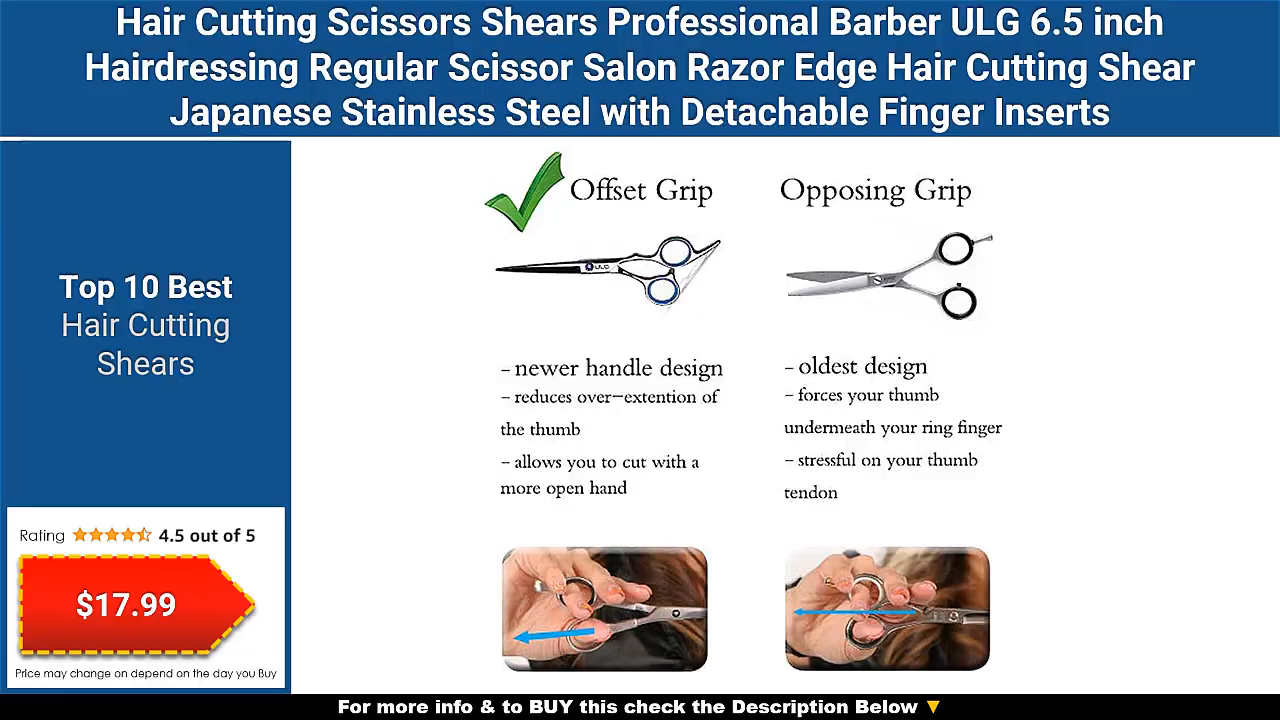 Hair Cutting Scissors Shears Professional Barber ULG 6.5 inch
Hairdressing Regular Scissor Salon Razor Edge Hair Cutting Shear
Japanese Stainless Steel with Detachable Finger Inserts
Top 10 Best
Hair Cutting
Shears
Rating 4.5 out of 5
$17.99
Price may change on depend on the day you Buy
Offset Grip
ULG
- newer handle design
- reduces over-extention of
the thumb
- allows you to cut with a
more open hand
Opposing Grip
- oldest design
- forces your thumb
underneath your ring finger
- stressful on your thumb
tendon
For more info & to BUY this check the Description Below ▼